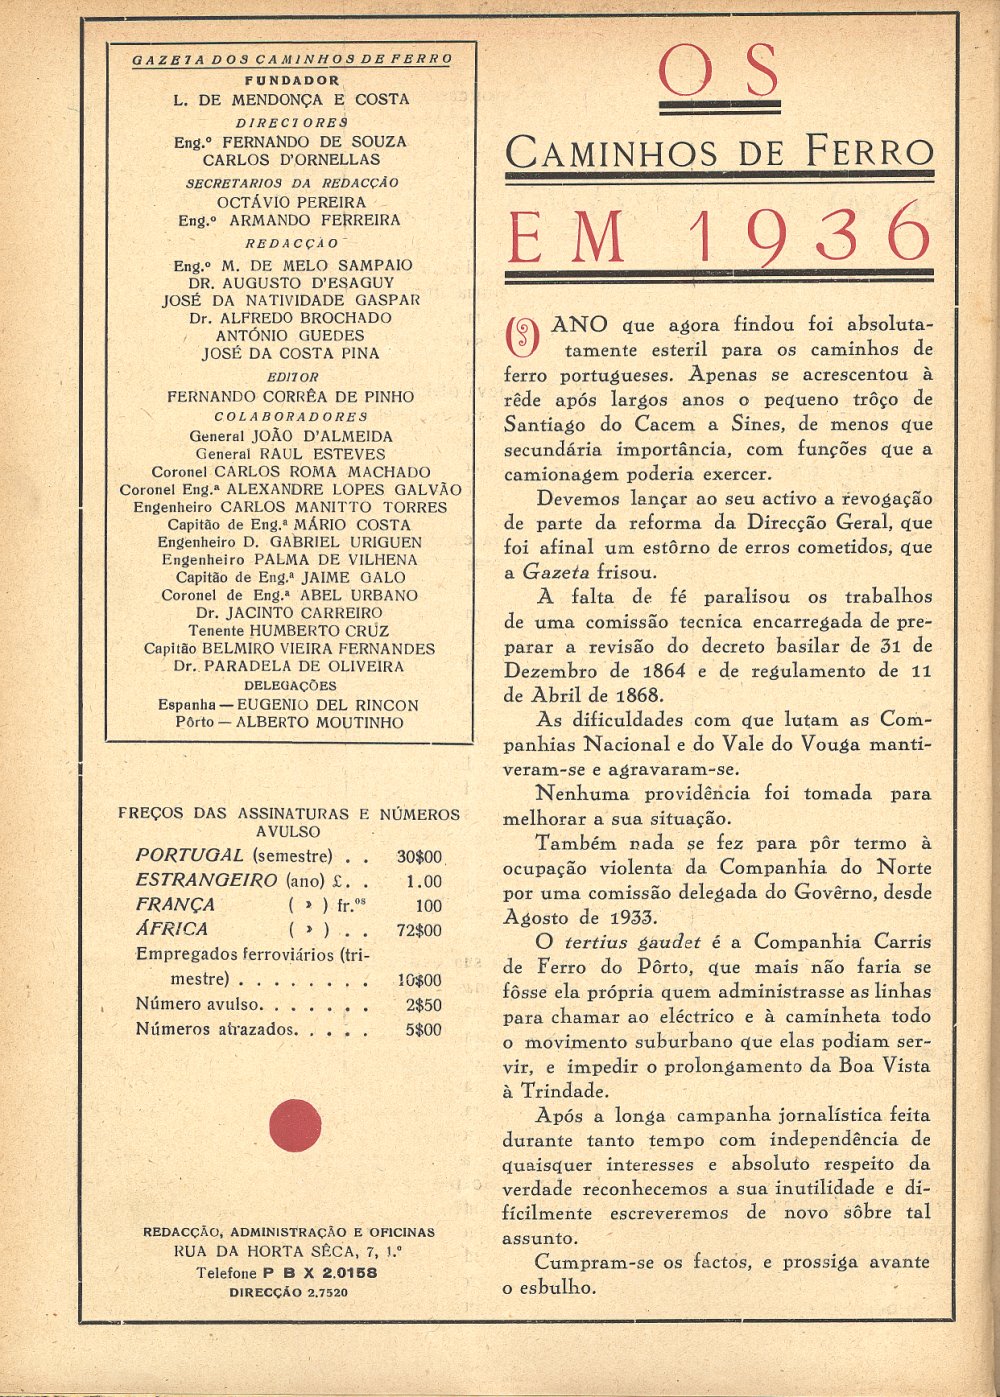 GAZETA DOS CAMINHOS DE FERRO
FUNDADOR
L. DE MENDONÇA E COSTA
DIRECTORES
Eng.º FERNANDO DE SOUZA
CARLOS D'ORNELLAS
SECRETARIOS DA REDACÇÃO
OCTÁVIO PEREIRA
Eng.º ARMANDO FERREIRA
REDACÇÃO
Eng.º M. DE MELO SAMPAIO
DR. AUGUSTO D'ESAGUY
JOSÉ DA NATIVIDADE GASPAR
Dr. ALFREDO BROCHADO
ANTÓNIO GUEDES
JOSÉ DA COSTA PINA
EDITOR
FERNANDO CORRÊA DE PINHO
COLABORADORES
General JOÃO D'ALMEIDA
General RAUL ESTEVES
Coronel CARLOS ROMA MACHADO
Coronel Eng.ª ALEXANDRE LOPES GALVÃO
Engenheiro CARLOS MANITTO TORRES
Capitão de Eng.ª MÁRIO COSTA
Engenheiro D. GABRIEL URIGUEN
Engenheiro PALMA DE VILHENA
Capitão de Eng.ª JAIME GALO
Coronel de Eng.ª ABEL URBANO
Dr. JACINTO CARREIRO
Tenente HUMBERTO CRUZ
Capitão BELMIRO VIEIRA FERNANDES
Dr. PARADELA DE OLIVEIRA
DELEGAÇÕES
Espanha — EUGENIO DEL RINCON
Pôrto — ALBERTO MOUTINHO
FREÇOS DAS ASSINATURAS E NÚMEROS
AVULSO
PORTUGAL (semestre) . . 30$00
ESTRANGEIRO (ano) £. . 1.00
FRANÇA ( » ) fr.ºˢ 100
ÁFRICA ( » ) . . 72$00
Empregados ferroviários (tri-
mestre) . . . . . . . . 10$00
Número avulso. . . . . . . 2$50
Números atrazados. . . . . 5$00
REDACÇÃO, ADMINISTRAÇÃO E OFICINAS
RUA DA HORTA SÊCA, 7, 1.º
Telefone P B X 2.0158
DIRECÇÃO 2.7520
OS
CAMINHOS DE FERRO
EM 1936
O ANO que agora findou foi absoluta-
tamente esteril para os caminhos de
ferro portugueses. Apenas se acrescentou à
rêde após largos anos o pequeno trôço de
Santiago do Cacem a Sines, de menos que
secundária importância, com funções que a
camionagem poderia exercer.
Devemos lançar ao seu activo a revogação
de parte da reforma da Direcção Geral, que
foi afinal um estôrno de erros cometidos, que
a Gazeta frisou.
A falta de fé paralisou os trabalhos
de uma comissão tecnica encarregada de pre-
parar a revisão do decreto basilar de 31 de
Dezembro de 1864 e de regulamento de 11
de Abril de 1868.
As dificuldades com que lutam as Com-
panhias Nacional e do Vale do Vouga manti-
veram-se e agravaram-se.
Nenhuma providência foi tomada para
melhorar a sua situação.
Também nada se fez para pôr termo à
ocupação violenta da Companhia do Norte
por uma comissão delegada do Govêrno, desde
Agosto de 1933.
O tertius gaudet é a Companhia Carris
de Ferro do Pôrto, que mais não faria se
fôsse ela própria quem administrasse as linhas
para chamar ao eléctrico e à caminheta todo
o movimento suburbano que elas podiam ser-
vir, e impedir o prolongamento da Boa Vista
à Trindade.
Após a longa campanha jornalística feita
durante tanto tempo com independência de
quaisquer interesses e absoluto respeito da
verdade reconhecemos a sua inutilidade e di-
fícilmente escreveremos de novo sôbre tal
assunto.
Cumpram-se os factos, e prossiga avante
o esbulho.